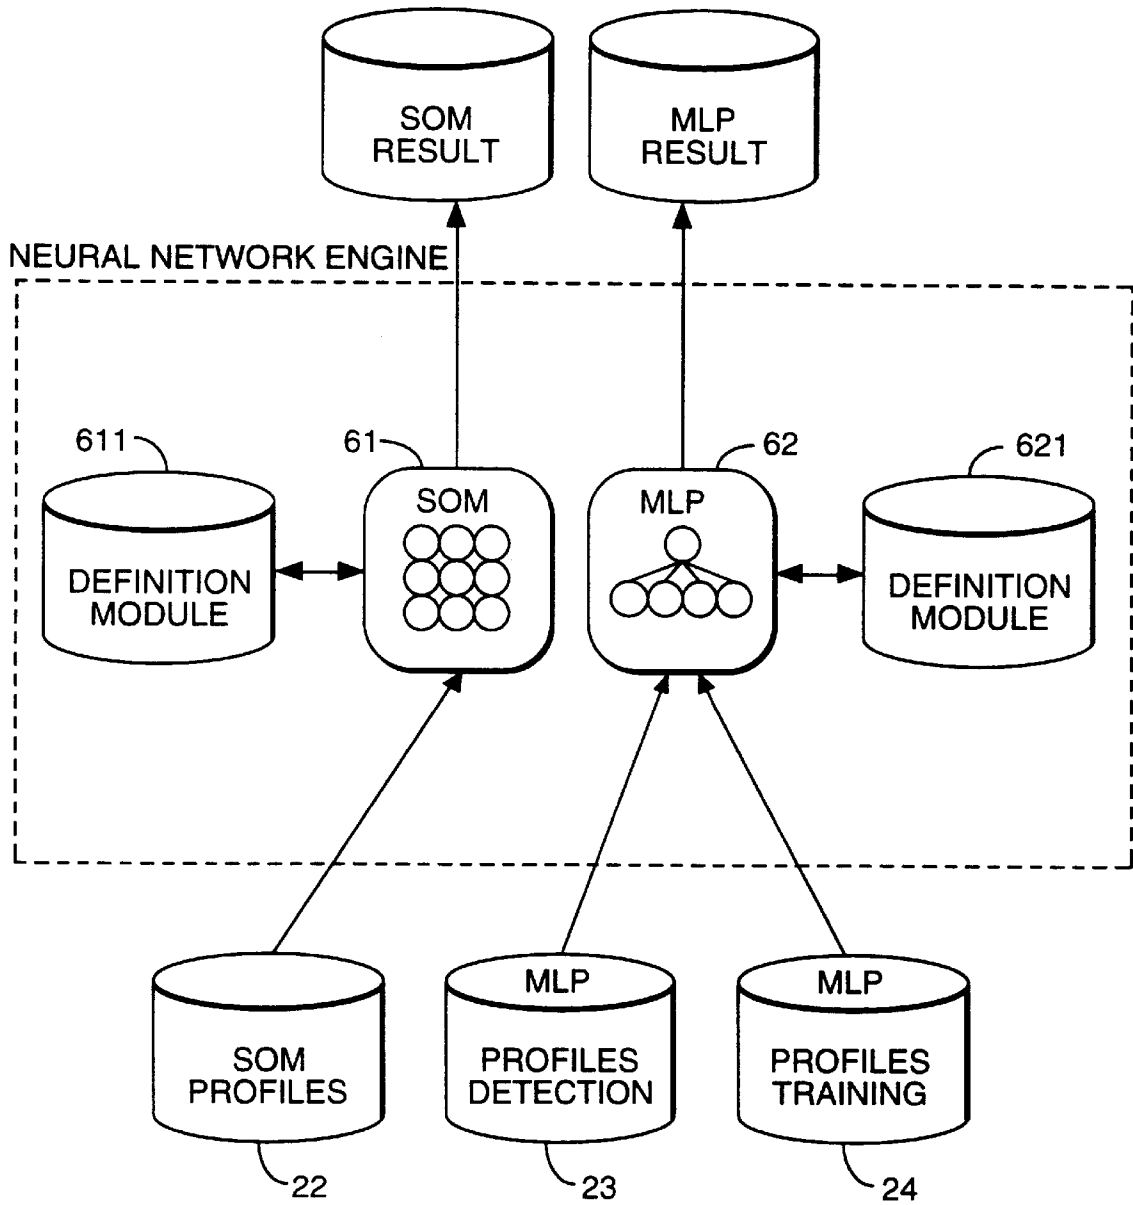 SOM
RESULT
MLP
RESULT
NEURAL NETWORK ENGINE
611
61
62
621
SOM
MLP
DEFINITION
MODULE
DEFINITION
MODULE
MLP
MLP
SOM
PROFILES
PROFILES
DETECTION
PROFILES
TRAINING
22
23
24